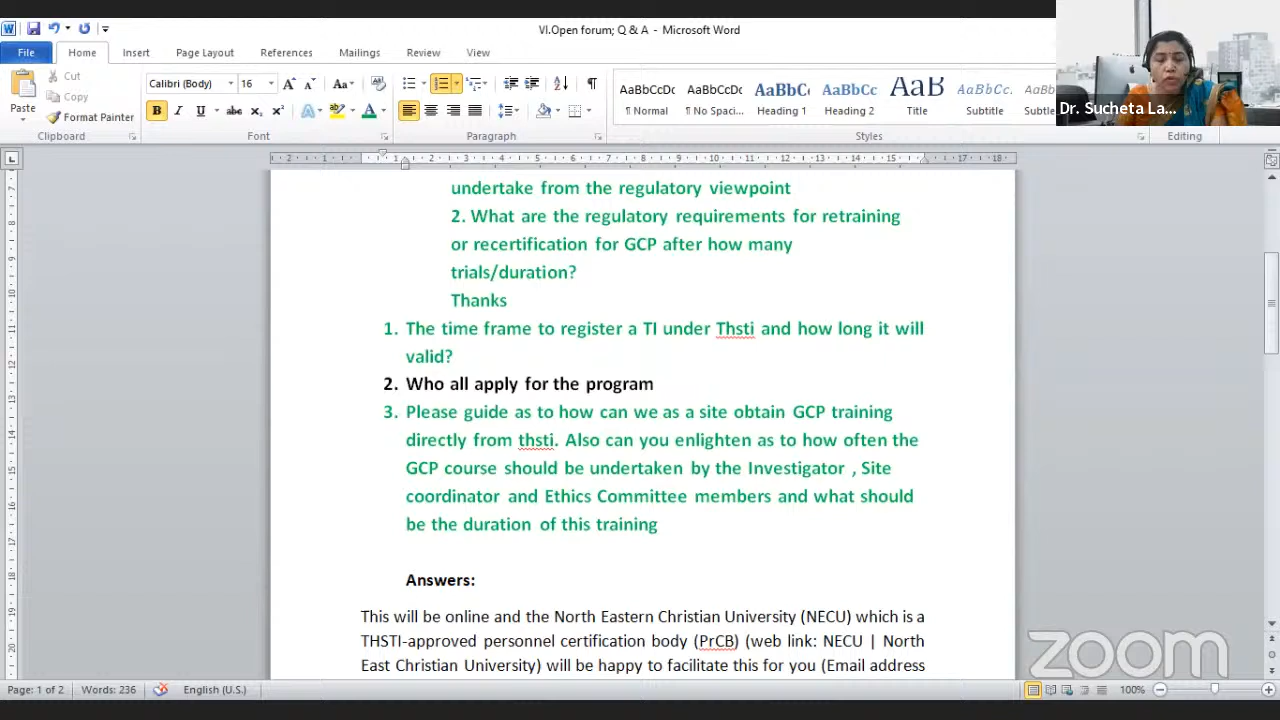 VI.Open forum; Q & A - Microsoft Word
File Home Insert Page Layout References Mailings Review View
Paste
Cut
Copy
Format Painter
Clipboard
Calibri (Body) 16
Font
Paragraph
AaBbCcDc AaBbCcDc AaBbC AaBbCc AaB AaBbCc. AaBb
¶ Normal ¶ No Spaci... Heading 1 Heading 2 Title Subtitle Subtle
Styles
Editing
Dr. Sucheta La...
undertake from the regulatory viewpoint
2. What are the regulatory requirements for retraining
or recertification for GCP after how many
trials/duration?
Thanks
1. The time frame to register a TI under Thsti and how long it will
valid?
2. Who all apply for the program
3. Please guide as to how can we as a site obtain GCP training
directly from thsti. Also can you enlighten as to how often the
GCP course should be undertaken by the Investigator , Site
coordinator and Ethics Committee members and what should
be the duration of this training
Answers:
This will be online and the North Eastern Christian University (NECU) which is a
THSTI-approved personnel certification body (PrCB) (web link: NECU | North
East Christian University) will be happy to facilitate this for you (Email address
zoom
Page: 1 of 2 Words: 236 English (U.S.) 100%